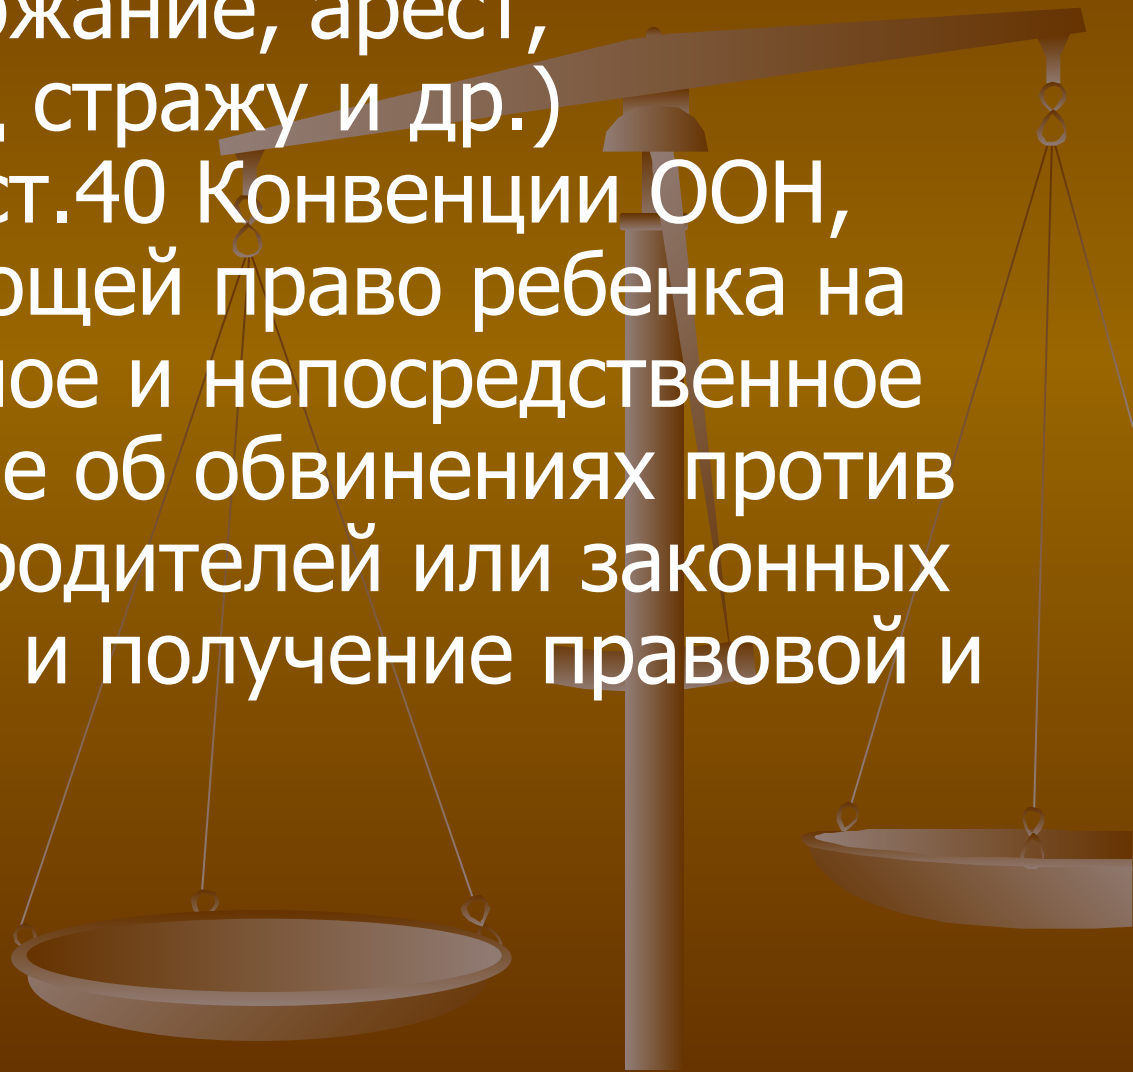 жание, арест,
стражу и др.)
ст.40 Конвенции ООН,
ющей право ребенка на
ное и непосредственное
е об обвинениях против
родителей или законных
и получение правовой и